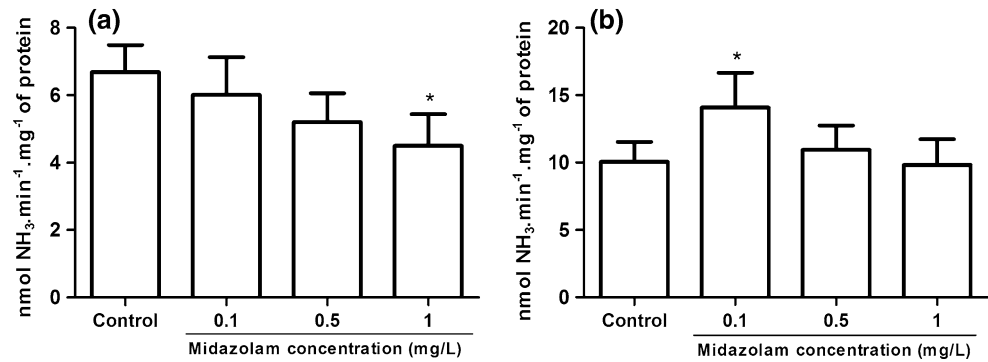 (a)
nmol NH₃.min⁻¹.mg⁻¹ of protein
8
6
4
2
0
*
Control 0.1 0.5 1
Midazolam concentration (mg/L)
(b)
nmol NH₃.min⁻¹.mg⁻¹ of protein
20
15
10
5
0
*
Control 0.1 0.5 1
Midazolam concentration (mg/L)